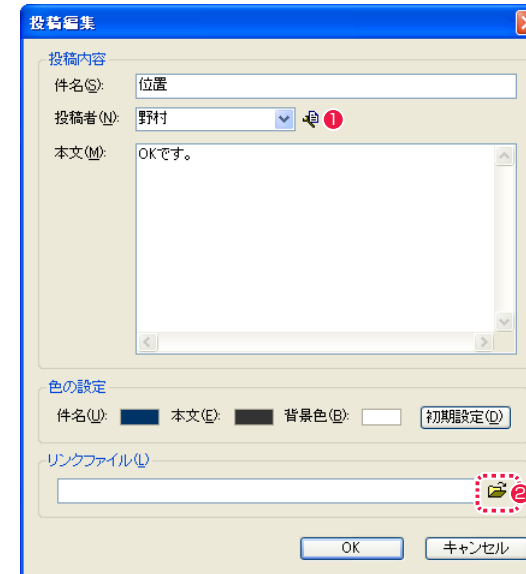 投稿編集
投稿内容
件名(S): 位置
投稿者(N): 野村 ❶
本文(M): OKです。
色の設定
件名(U): 本文(E): 背景色(B): 初期設定(D)
リンクファイル(L)
❷
OK キャンセル